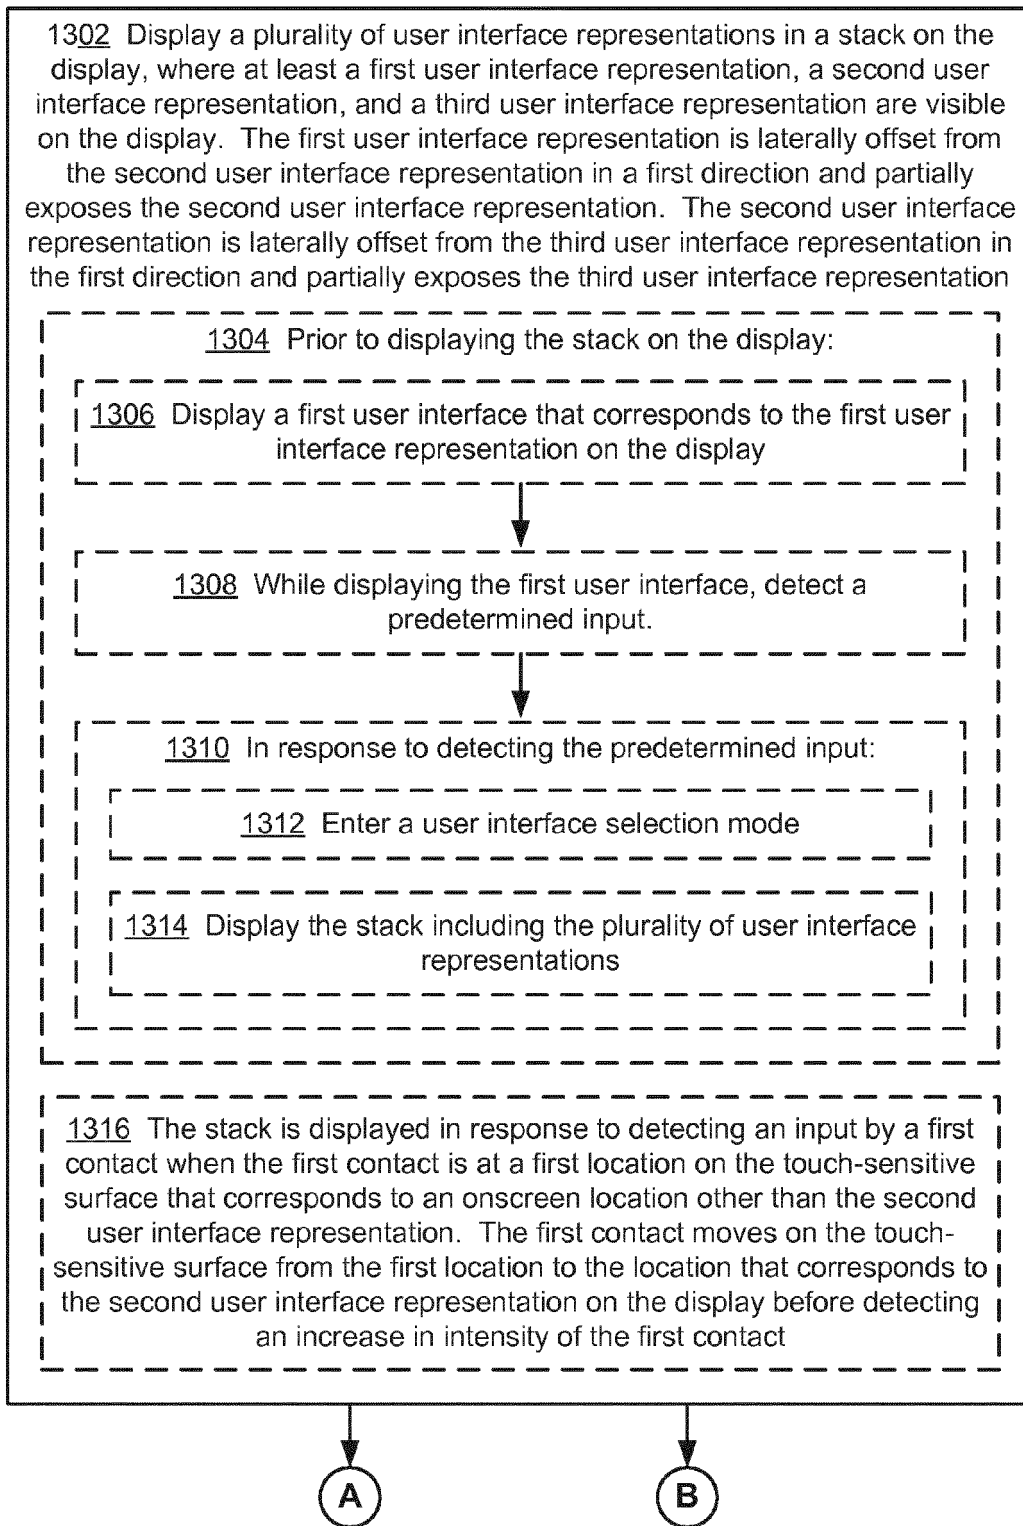 1302 Display a plurality of user interface representations in a stack on the
display, where at least a first user interface representation, a second user
interface representation, and a third user interface representation are visible
on the display. The first user interface representation is laterally offset from
the second user interface representation in a first direction and partially
exposes the second user interface representation. The second user interface
representation is laterally offset from the third user interface representation in
the first direction and partially exposes the third user interface representation
1304 Prior to displaying the stack on the display:
1306 Display a first user interface that corresponds to the first user
interface representation on the display
1308 While displaying the first user interface, detect a
predetermined input.
1310 In response to detecting the predetermined input:
1312 Enter a user interface selection mode
1314 Display the stack including the plurality of user interface
representations
1316 The stack is displayed in response to detecting an input by a first
contact when the first contact is at a first location on the touch-sensitive
surface that corresponds to an onscreen location other than the second
user interface representation. The first contact moves on the touch-
sensitive surface from the first location to the location that corresponds to
the second user interface representation on the display before detecting
an increase in intensity of the first contact
A B